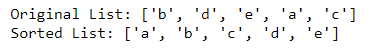 Original List: ['b', 'd', 'e', 'a', 'c']
Sorted List: ['a', 'b', 'c', 'd', 'e']